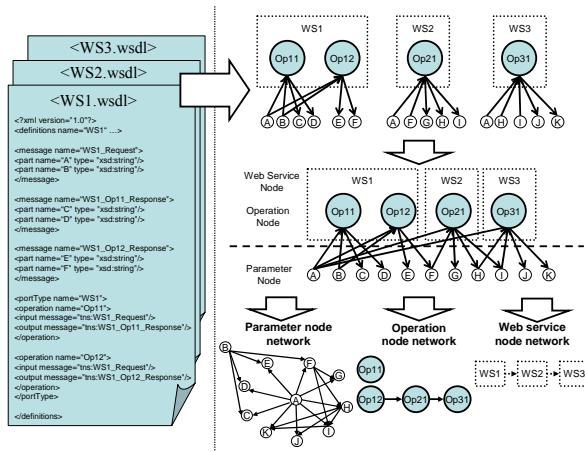 <WS3.wsdl>
<WS2.wsdl>
<WS1.wsdl>
<?xml version="1.0"?>
<definitions name="WS1" …>
<message name="WS1_Request">
<part name="A" type= "xsd:string"/>
<part name="B" type= "xsd:string"/>
</message>
<message name="WS1_Op11_Response">
<part name="C" type= "xsd:string"/>
<part name="D" type= "xsd:string"/>
</message>
<message name="WS1_Op12_Response">
<part name="E" type= "xsd:string"/>
<part name="F" type= "xsd:string"/>
</message>
<portType name="WS1">
<operation name="Op11">
<input message="tns:WS1_Request"/>
<output message="tns:WS1_Op11_Response"/>
</operation>
<operation name="Op12">
<input message="tns:WS1_Request"/>
<output message="tns:WS1_Op12_Response"/>
<operation>
</portType>
</definitions>
WS1 WS2 WS3
Op11 Op12 Op21 Op31
A B C D E F A F G H I A H I J K
Web Service
Node
WS1 WS2 WS3
Operation
Node
Op11 Op12 Op21 Op31
Parameter
Node
A B C D E F G H I J K
Parameter node
network
Operation
node network
Web service
node network
B E F G
D A H
C K J I
Op11
Op12 Op21 Op31
WS1 WS2 WS3